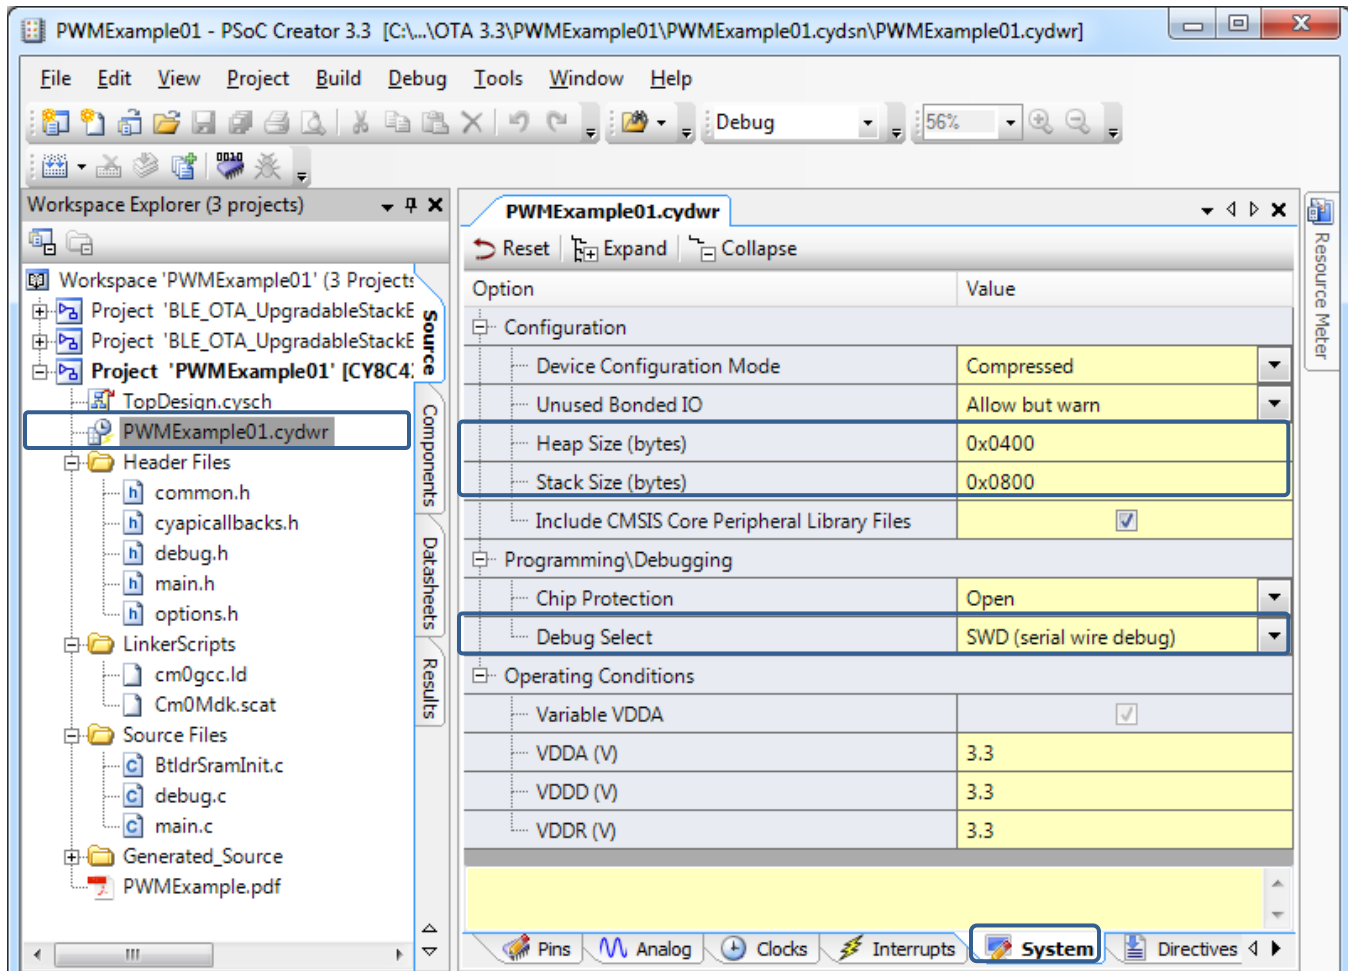 PWMExample01 - PSoC Creator 3.3 [C:\...\OTA 3.3\PWMExample01\PWMExample01.cydsn\PWMExample01.cydwr]
File Edit View Project Build Debug Tools Window Help
Debug 56%
0010
Workspace Explorer (3 projects)
Workspace 'PWMExample01' (3 Projects
Project 'BLE_OTA_UpgradableStackE
Project 'BLE_OTA_UpgradableStackE
Project 'PWMExample01' [CY8C4
TopDesign.cysch
PWMExample01.cydwr
Header Files
common.h
cyapicallbacks.h
debug.h
main.h
options.h
LinkerScripts
cm0gcc.ld
Cm0Mdk.scat
Source Files
BtldrSramInit.c
debug.c
main.c
Generated_Source
PWMExample.pdf
Source
Components
Datasheets
Results
PWMExample01.cydwr
Reset Expand Collapse
Option Value
Configuration
Device Configuration Mode Compressed
Unused Bonded IO Allow but warn
Heap Size (bytes) 0x0400
Stack Size (bytes) 0x0800
Include CMSIS Core Peripheral Library Files
Programming\Debugging
Chip Protection Open
Debug Select SWD (serial wire debug)
Operating Conditions
Variable VDDA
VDDA (V) 3.3
VDDD (V) 3.3
VDDR (V) 3.3
Pins Analog Clocks Interrupts System Directives
Resource Meter